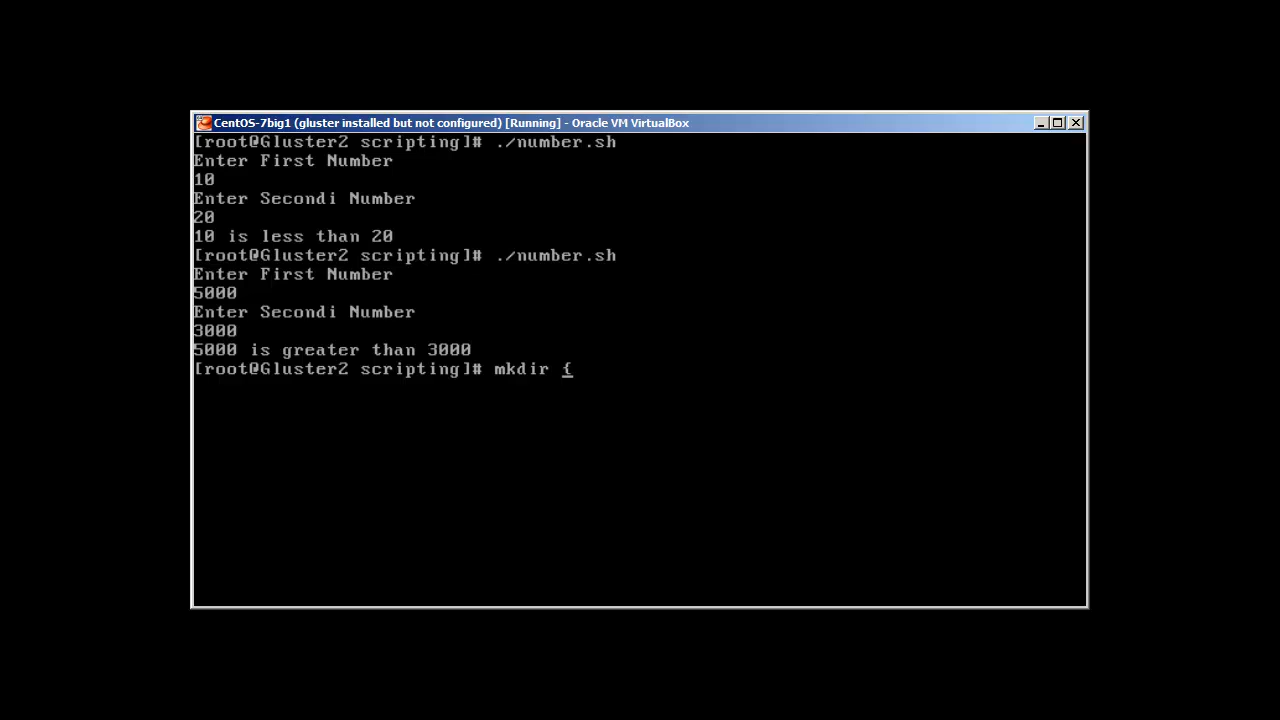 CentOS-7big1 (gluster installed but not configured) [Running] - Oracle VM VirtualBox
[root@Gluster2 scripting]# ./number.sh
Enter First Number
10
Enter Secondi Number
20
10 is less than 20
[root@Gluster2 scripting]# ./number.sh
Enter First Number
5000
Enter Secondi Number
3000
5000 is greater than 3000
[root@Gluster2 scripting]# mkdir {